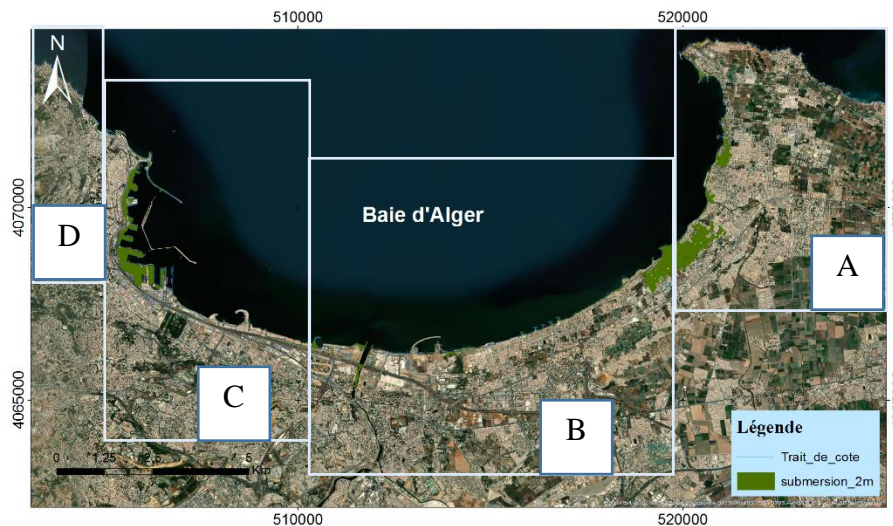 510000
520000
N
4070000
Baie d'Alger
D
A
C
B
4065000
Légende
Trait_de_cote
submersion_2m
0 1.25 2.5 5
Km
510000
520000